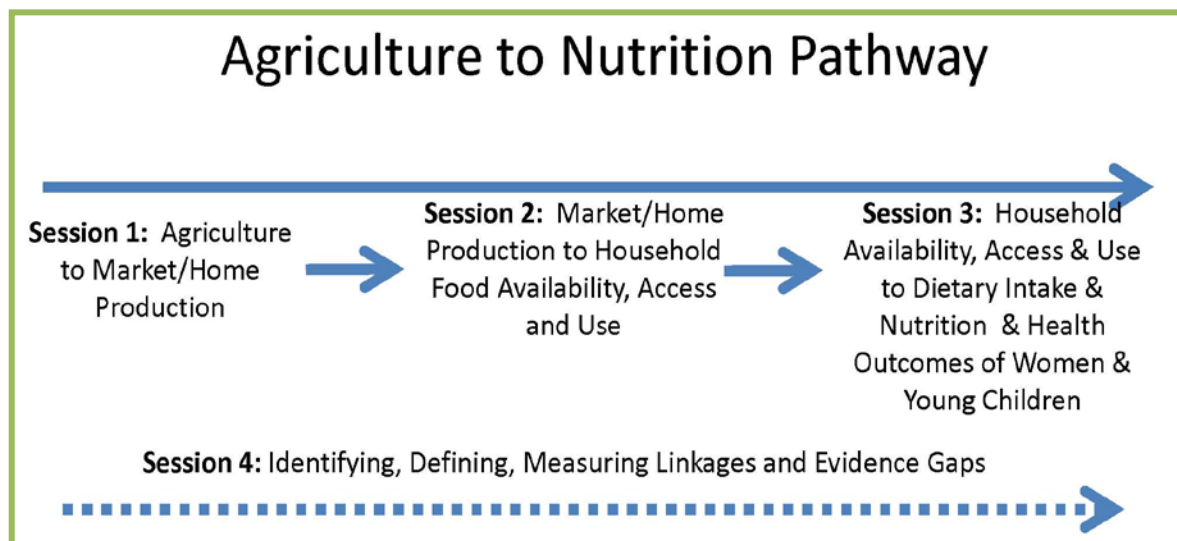 Agriculture to Nutrition Pathway
Session 1: Agriculture
to Market/Home
Production
Session 2: Market/Home
Production to Household
Food Availability, Access
and Use
Session 3: Household
Availability, Access & Use
to Dietary Intake &
Nutrition & Health
Outcomes of Women &
Young Children
Session 4: Identifying, Defining, Measuring Linkages and Evidence Gaps